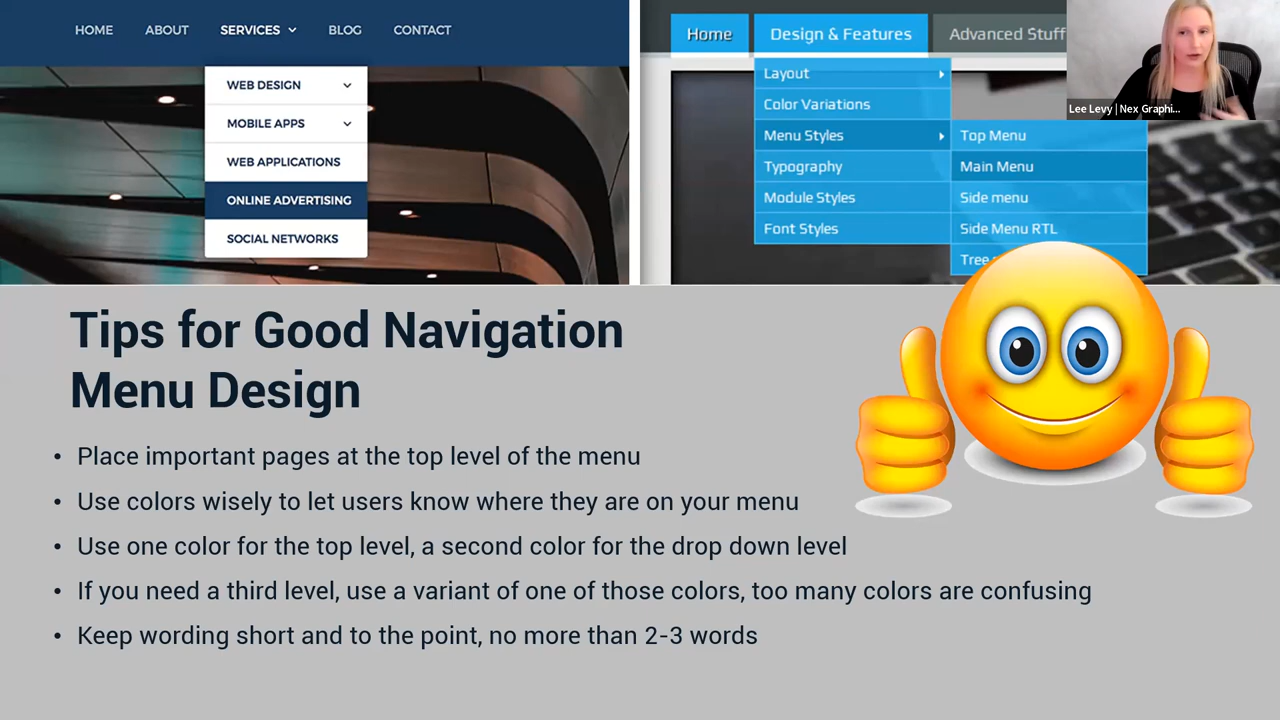 HOME ABOUT SERVICES BLOG CONTACT
WEB DESIGN
MOBILE APPS
WEB APPLICATIONS
ONLINE ADVERTISING
SOCIAL NETWORKS
Home Design & Features Advanced Stuff
Layout
Color Variations
Menu Styles
Typography
Module Styles
Font Styles
Top Menu
Main Menu
Side menu
Side Menu RTL
Tree
Lee Levy | Nex Graphi...
Tips for Good Navigation
Menu Design
• Place important pages at the top level of the menu
• Use colors wisely to let users know where they are on your menu
• Use one color for the top level, a second color for the drop down level
• If you need a third level, use a variant of one of those colors, too many colors are confusing
• Keep wording short and to the point, no more than 2-3 words